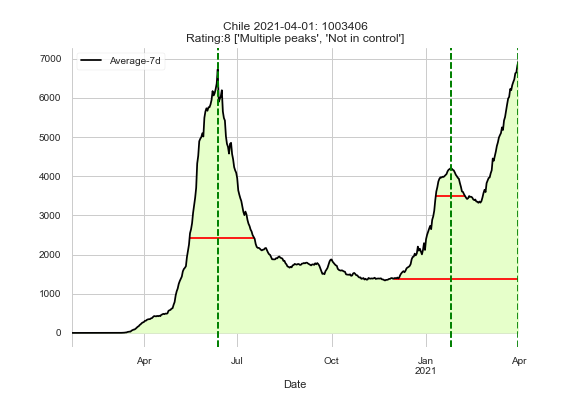 Chile 2021-04-01: 1003406
Rating:8 ['Multiple peaks', 'Not in control']
Average-7d
7000
6000
5000
4000
3000
2000
1000
0
Apr
Jul
Oct
Jan
2021
Apr
Date